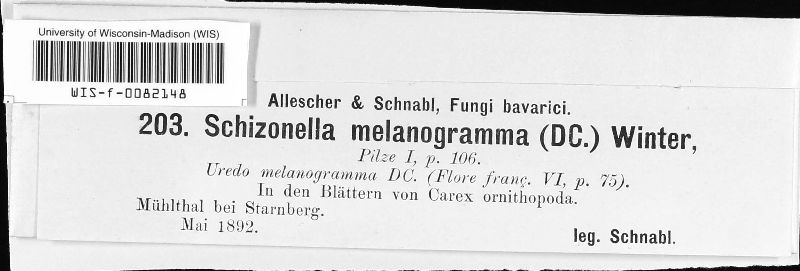 University of Wisconsin-Madison (WIS)
WIS-f-0082148
Allescher & Schnabl, Fungi bavarici.
203. Schizonella melanogramma (DC.) Winter,
Pilze I, p. 106.
Uredo melanogramma DC. (Flore franç. VI, p. 75).
In den Blättern von Carex ornithopoda.
Mühlthal bei Starnberg.
Mai 1892.
leg. Schnabl.